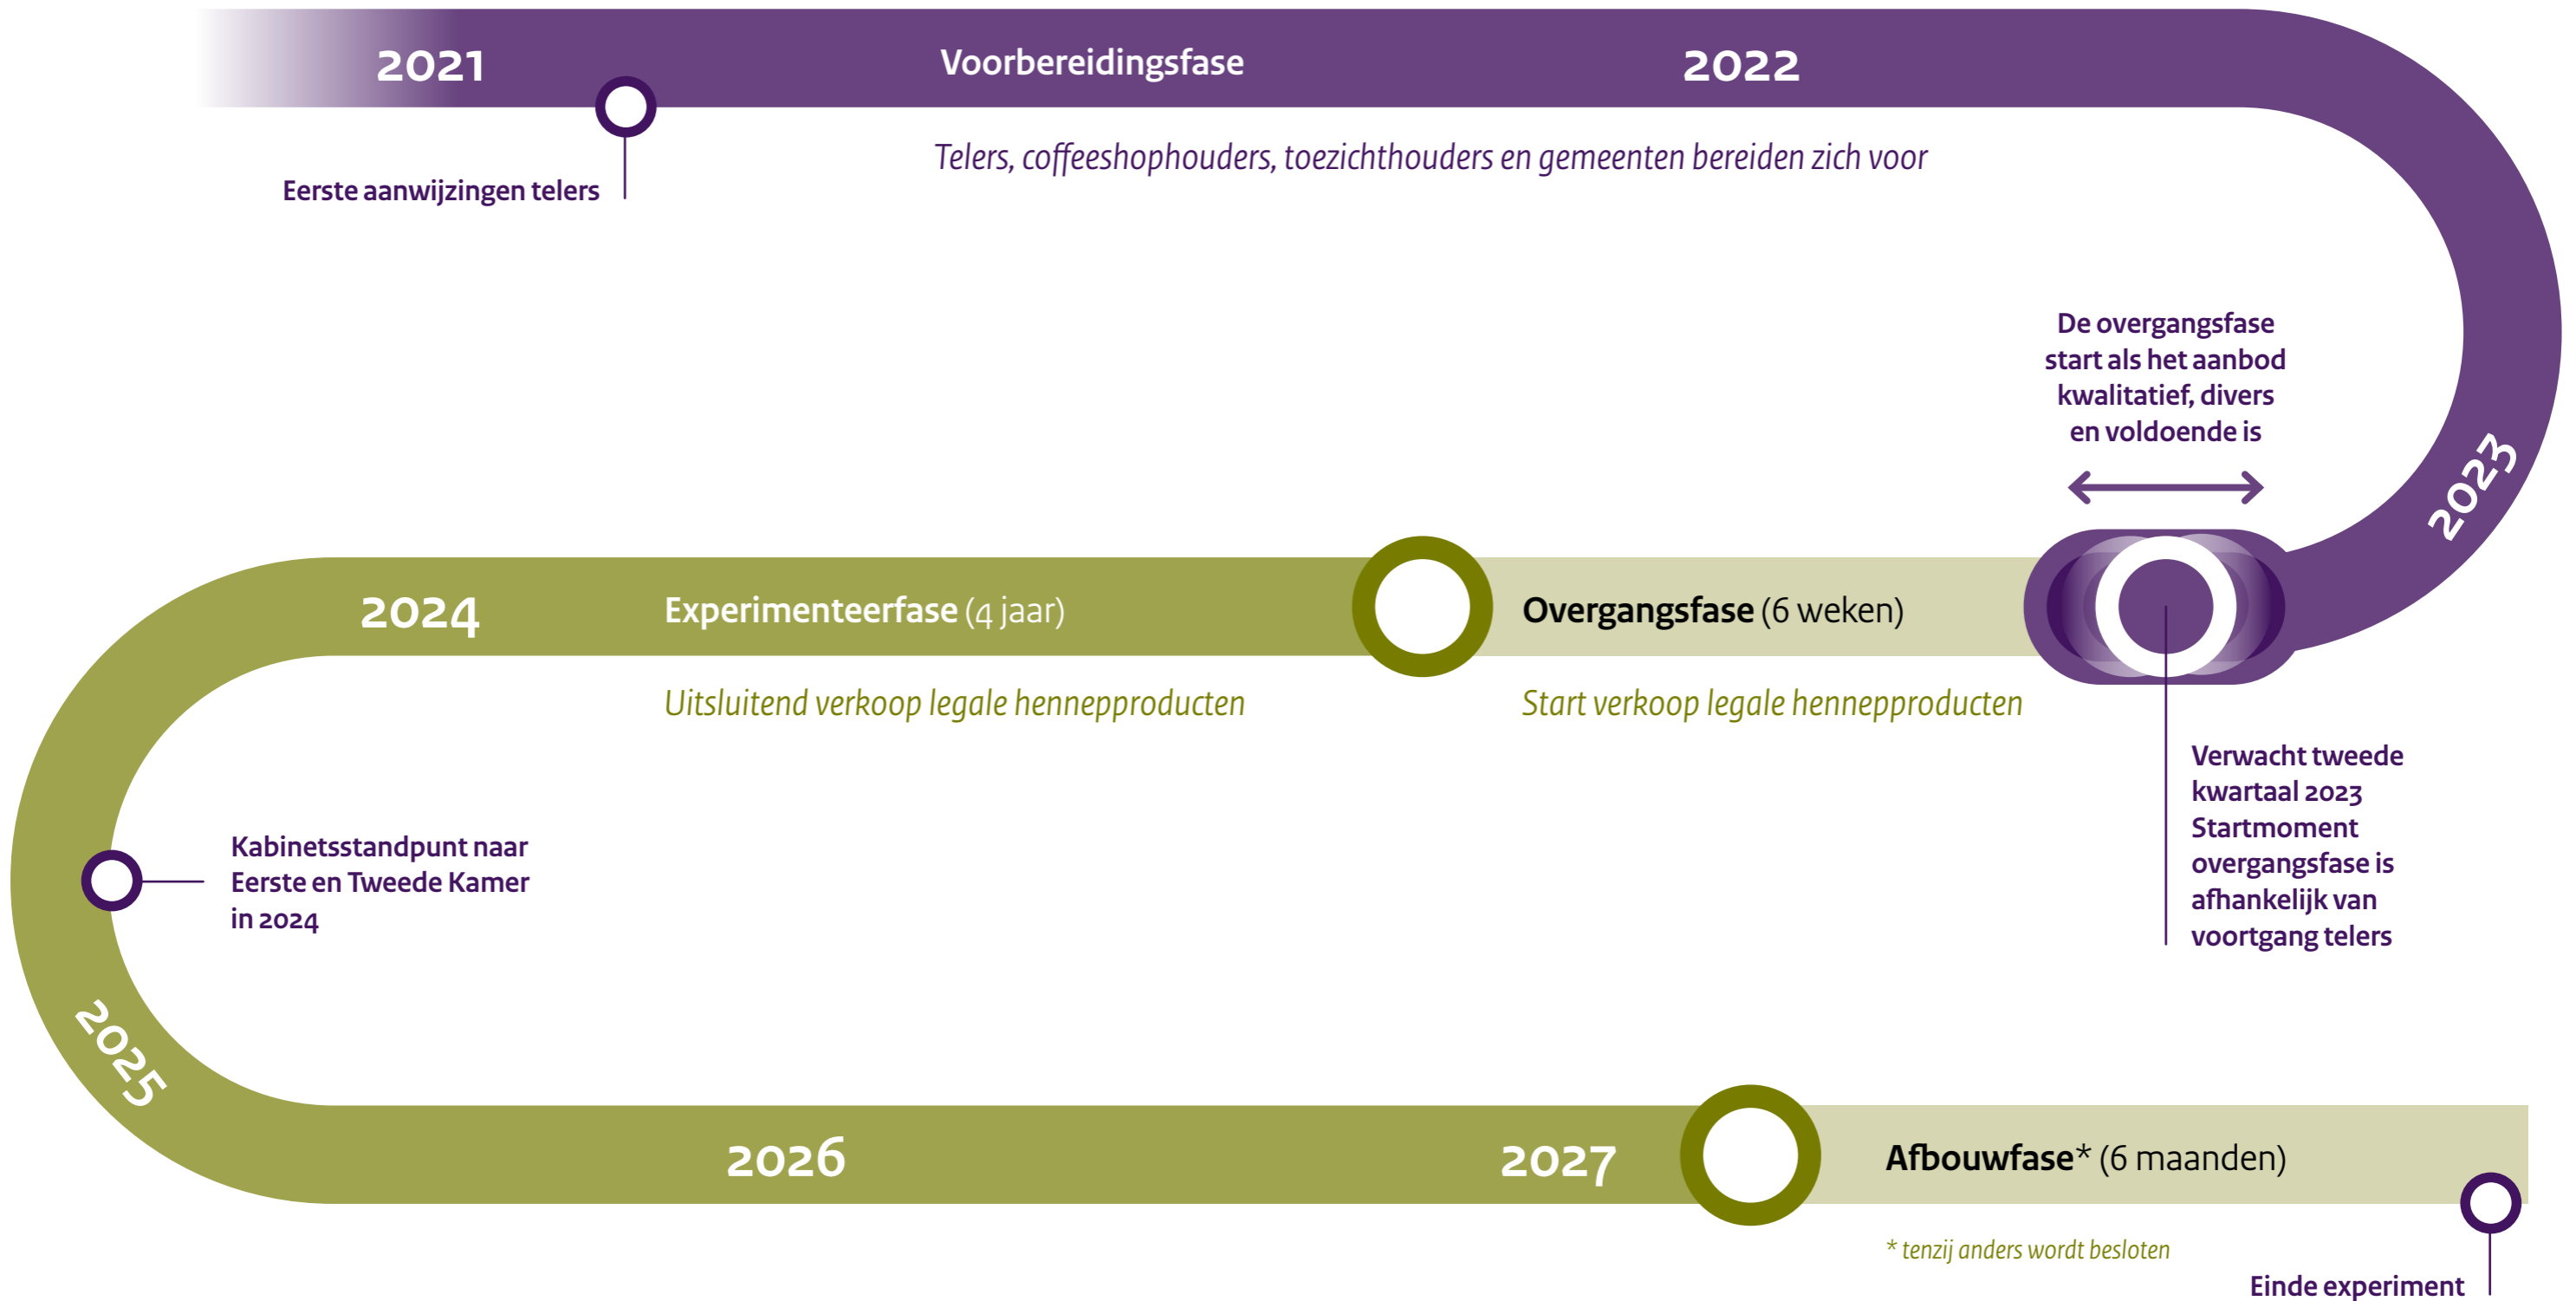 2021
Voorbereidingsfase
2022
Eerste aanwijzingen telers
Telers, coffeeshophouders, toezichthouders en gemeenten bereiden zich voor
2023
De overgangsfase
start als het aanbod
kwalitatief, divers
en voldoende is
Verwacht tweede
kwartaal 2023
Startmoment
overgangsfase is
afhankelijk van
voortgang telers
Overgangsfase (6 weken)
Start verkoop legale hennepproducten
Experimenteerfase (4 jaar)
Uitsluitend verkoop legale hennepproducten
2024
Kabinetsstandpunt naar
Eerste en Tweede Kamer
in 2024
2025
2026
2027
Afbouwfase* (6 maanden)
* tenzij anders wordt besloten
Einde experiment